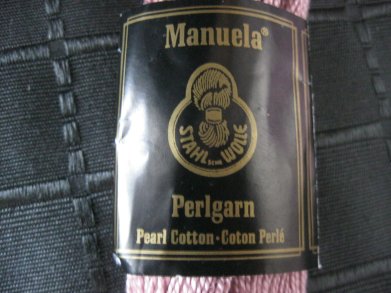 Manuela®
STAHL sche WOLLE
Perlgarn
Pearl Cotton · Coton Perlé